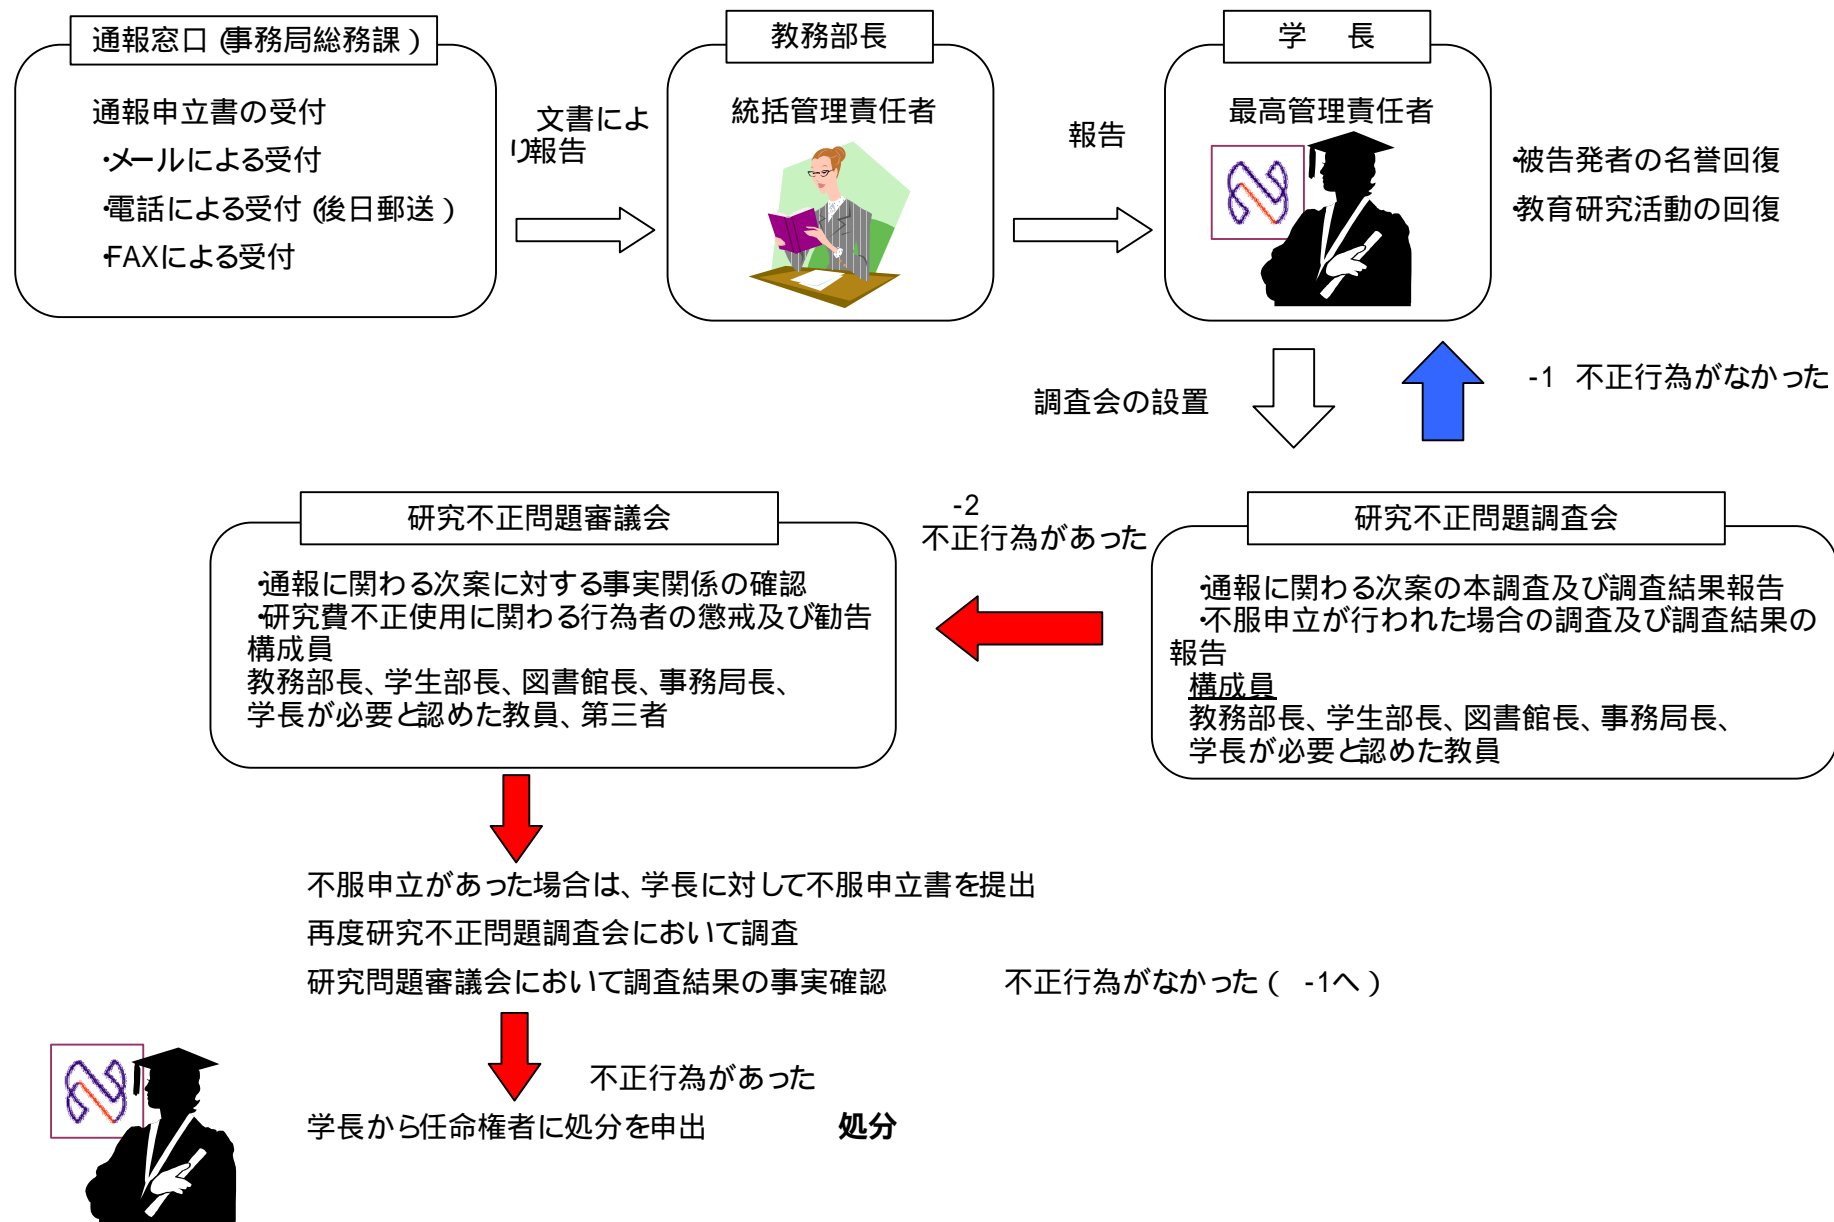 通報窓口(事務局総務課)
通報申立書の受付
・メールによる受付
・電話による受付(後日郵送)
・FAXによる受付
文書によ
り報告
教務部長
統括管理責任者
報告
学 長
最高管理責任者
・被告発者の名誉回復
・教育研究活動の回復
調査会の設置
-1 不正行為がなかった
研究不正問題審議会
・通報に関わる次案に対する事実関係の確認
・研究費不正使用に関わる行為者の懲戒及び勧告
構成員
教務部長、学生部長、図書館長、事務局長、
学長が必要と認めた教員、第三者
-2
不正行為があった
研究不正問題調査会
・通報に関わる次案の本調査及び調査結果報告
・不服申立が行われた場合の調査及び調査結果の
報告
構成員
教務部長、学生部長、図書館長、事務局長、
学長が必要と認めた教員
不服申立があった場合は、学長に対して不服申立書を提出
再度研究不正問題調査会において調査
研究問題審議会において調査結果の事実確認 不正行為がなかった( -1へ)
不正行為があった
学長から任命権者に処分を申出 処分